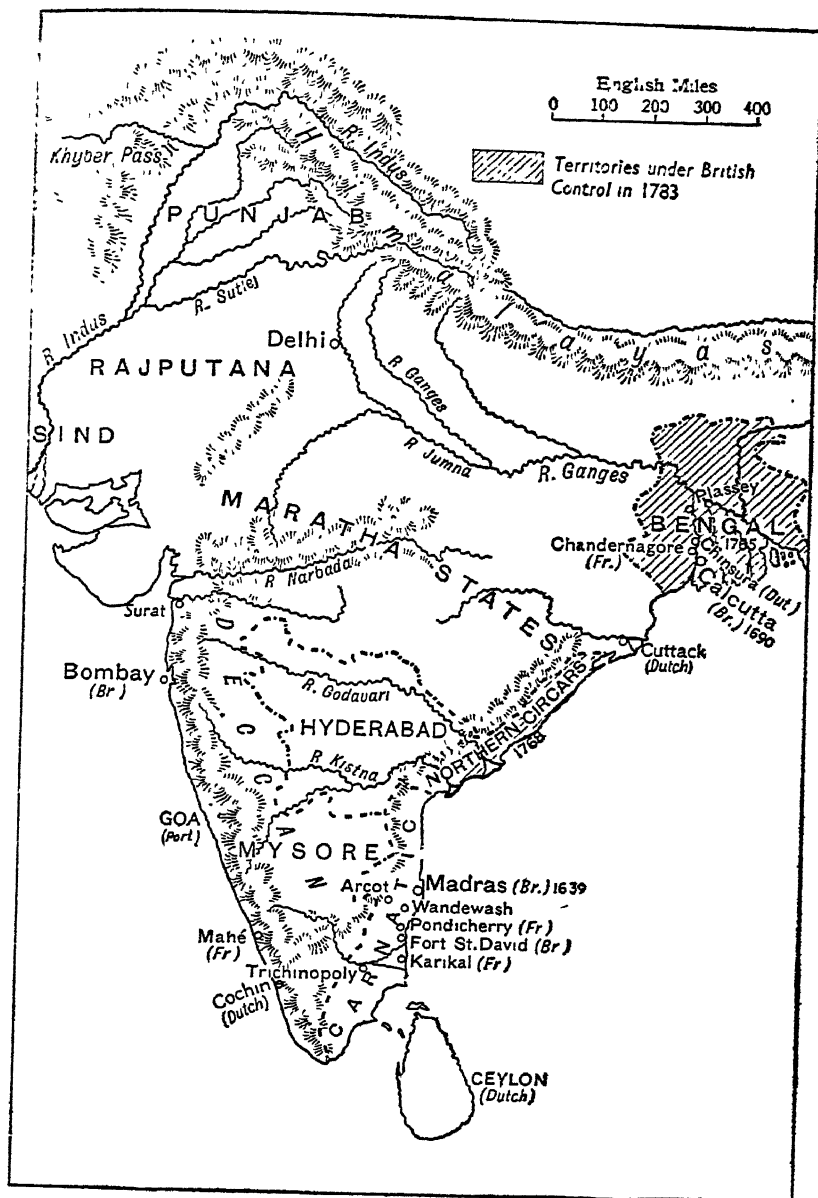 English Miles
0 100 200 300 400
Territories under British
Control in 1783
Khyber Pass
R. Indus
PUNJAB
Himalayas
R. Sutlej
R. Indus
Delhi
RAJPUTANA
R. Ganges
SIND
R Jumna
R. Ganges
MARATHA STATES
Plassey
BENGAL
1765
Chandernagore
(Fr.)
Chinsura (Dut.)
Calcutta
(Br.) 1690
R Narbada
Surat
Cuttack
(Dutch)
Bombay
(Br)
DECCAN
R. Godavari
HYDERABAD
NORTHERN CIRCARS
1768
R Kistna
GOA
(Port)
MYSORE
Arcot
Madras (Br.) 1639
Wandewash
Pondicherry (Fr)
Fort St. David (Br)
Karikal (Fr)
Mahé
(Fr)
Trichinopoly
Cochin
(Dutch)
CARNATIC
CEYLON
(Dutch)